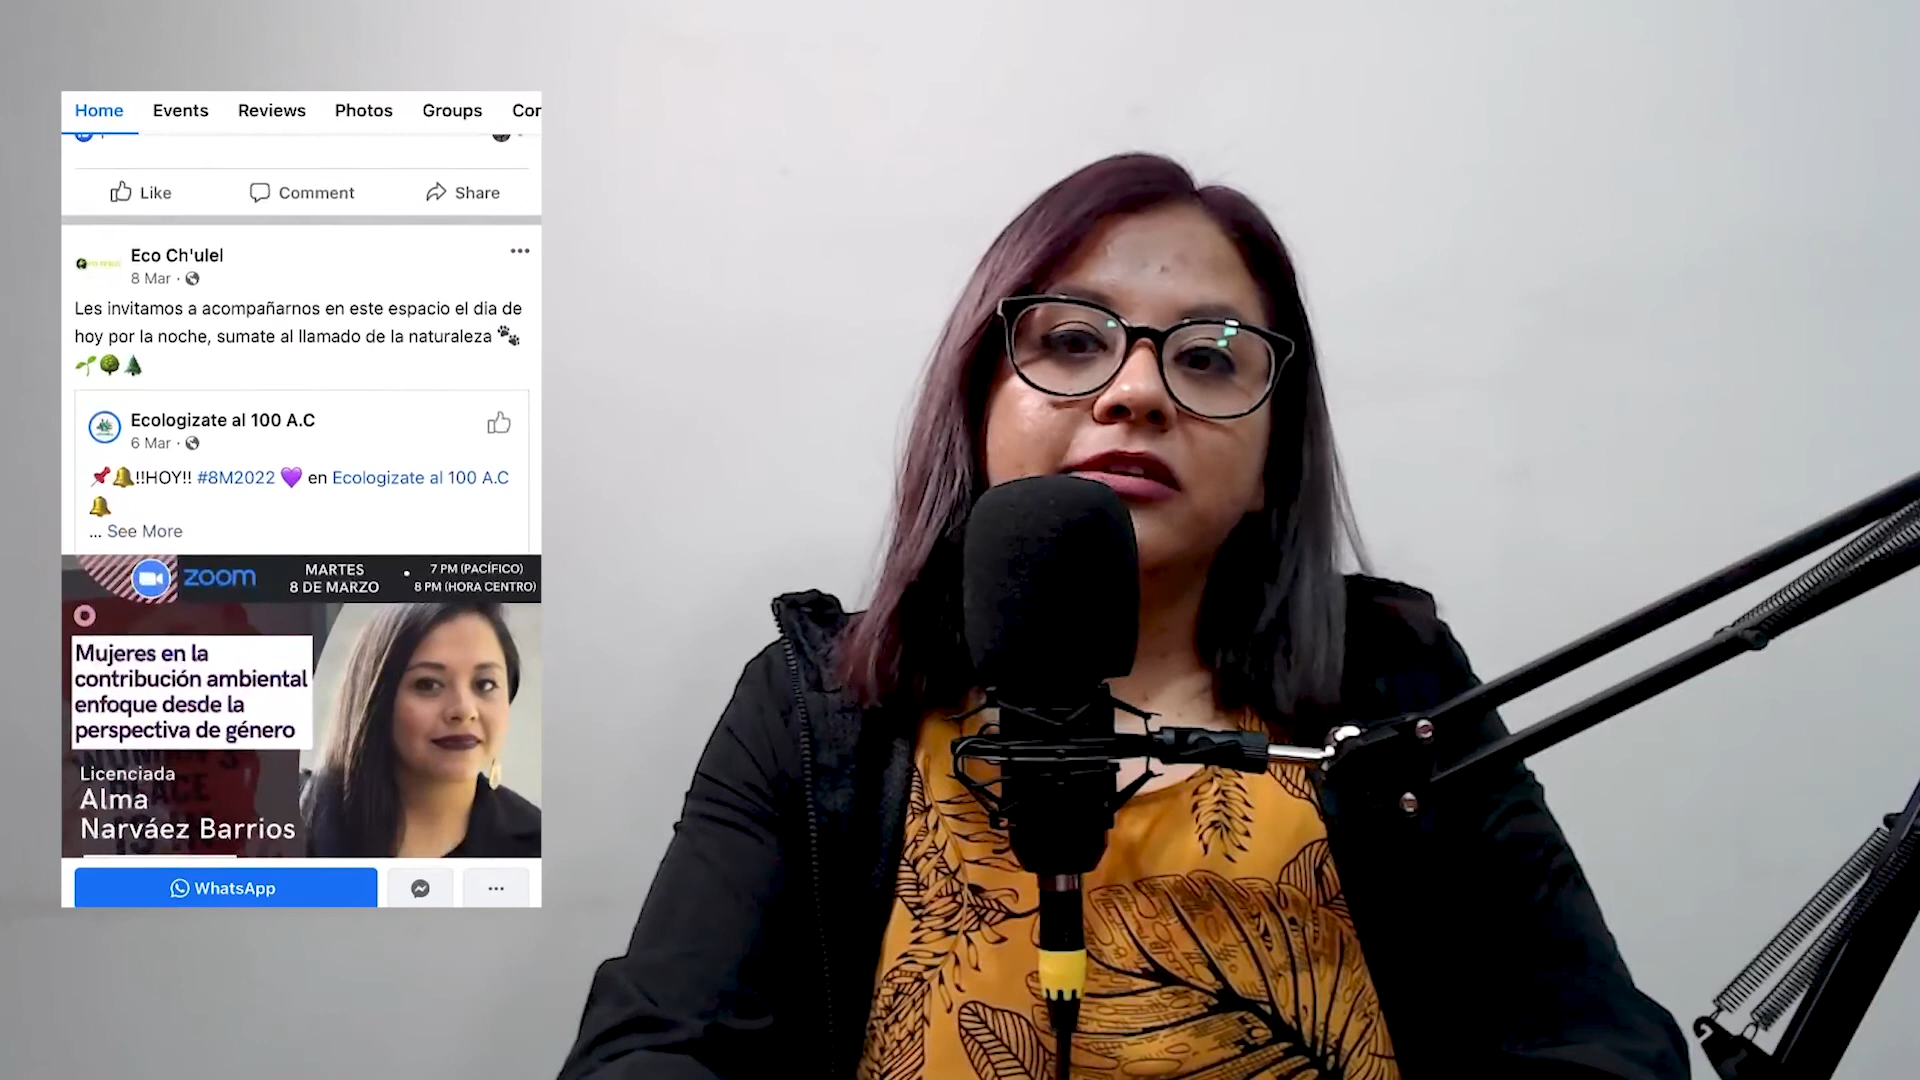 Home Events Reviews Photos Groups Cor
Like Comment Share
Eco Ch'ulel
8 Mar ·
Les invitamos a acompañarnos en este espacio el dia de
hoy por la noche, sumate al llamado de la naturaleza
Ecologizate al 100 A.C
6 Mar ·
!!HOY!! #8M2022 💜 en Ecologizate al 100 A.C
... See More
zoom
MARTES
8 DE MARZO
• 7 PM (PACÍFICO)
8 PM (HORA CENTRO)
Mujeres en la
contribución ambiental
enfoque desde la
perspectiva de género
Licenciada
Alma
Narváez Barrios
WhatsApp